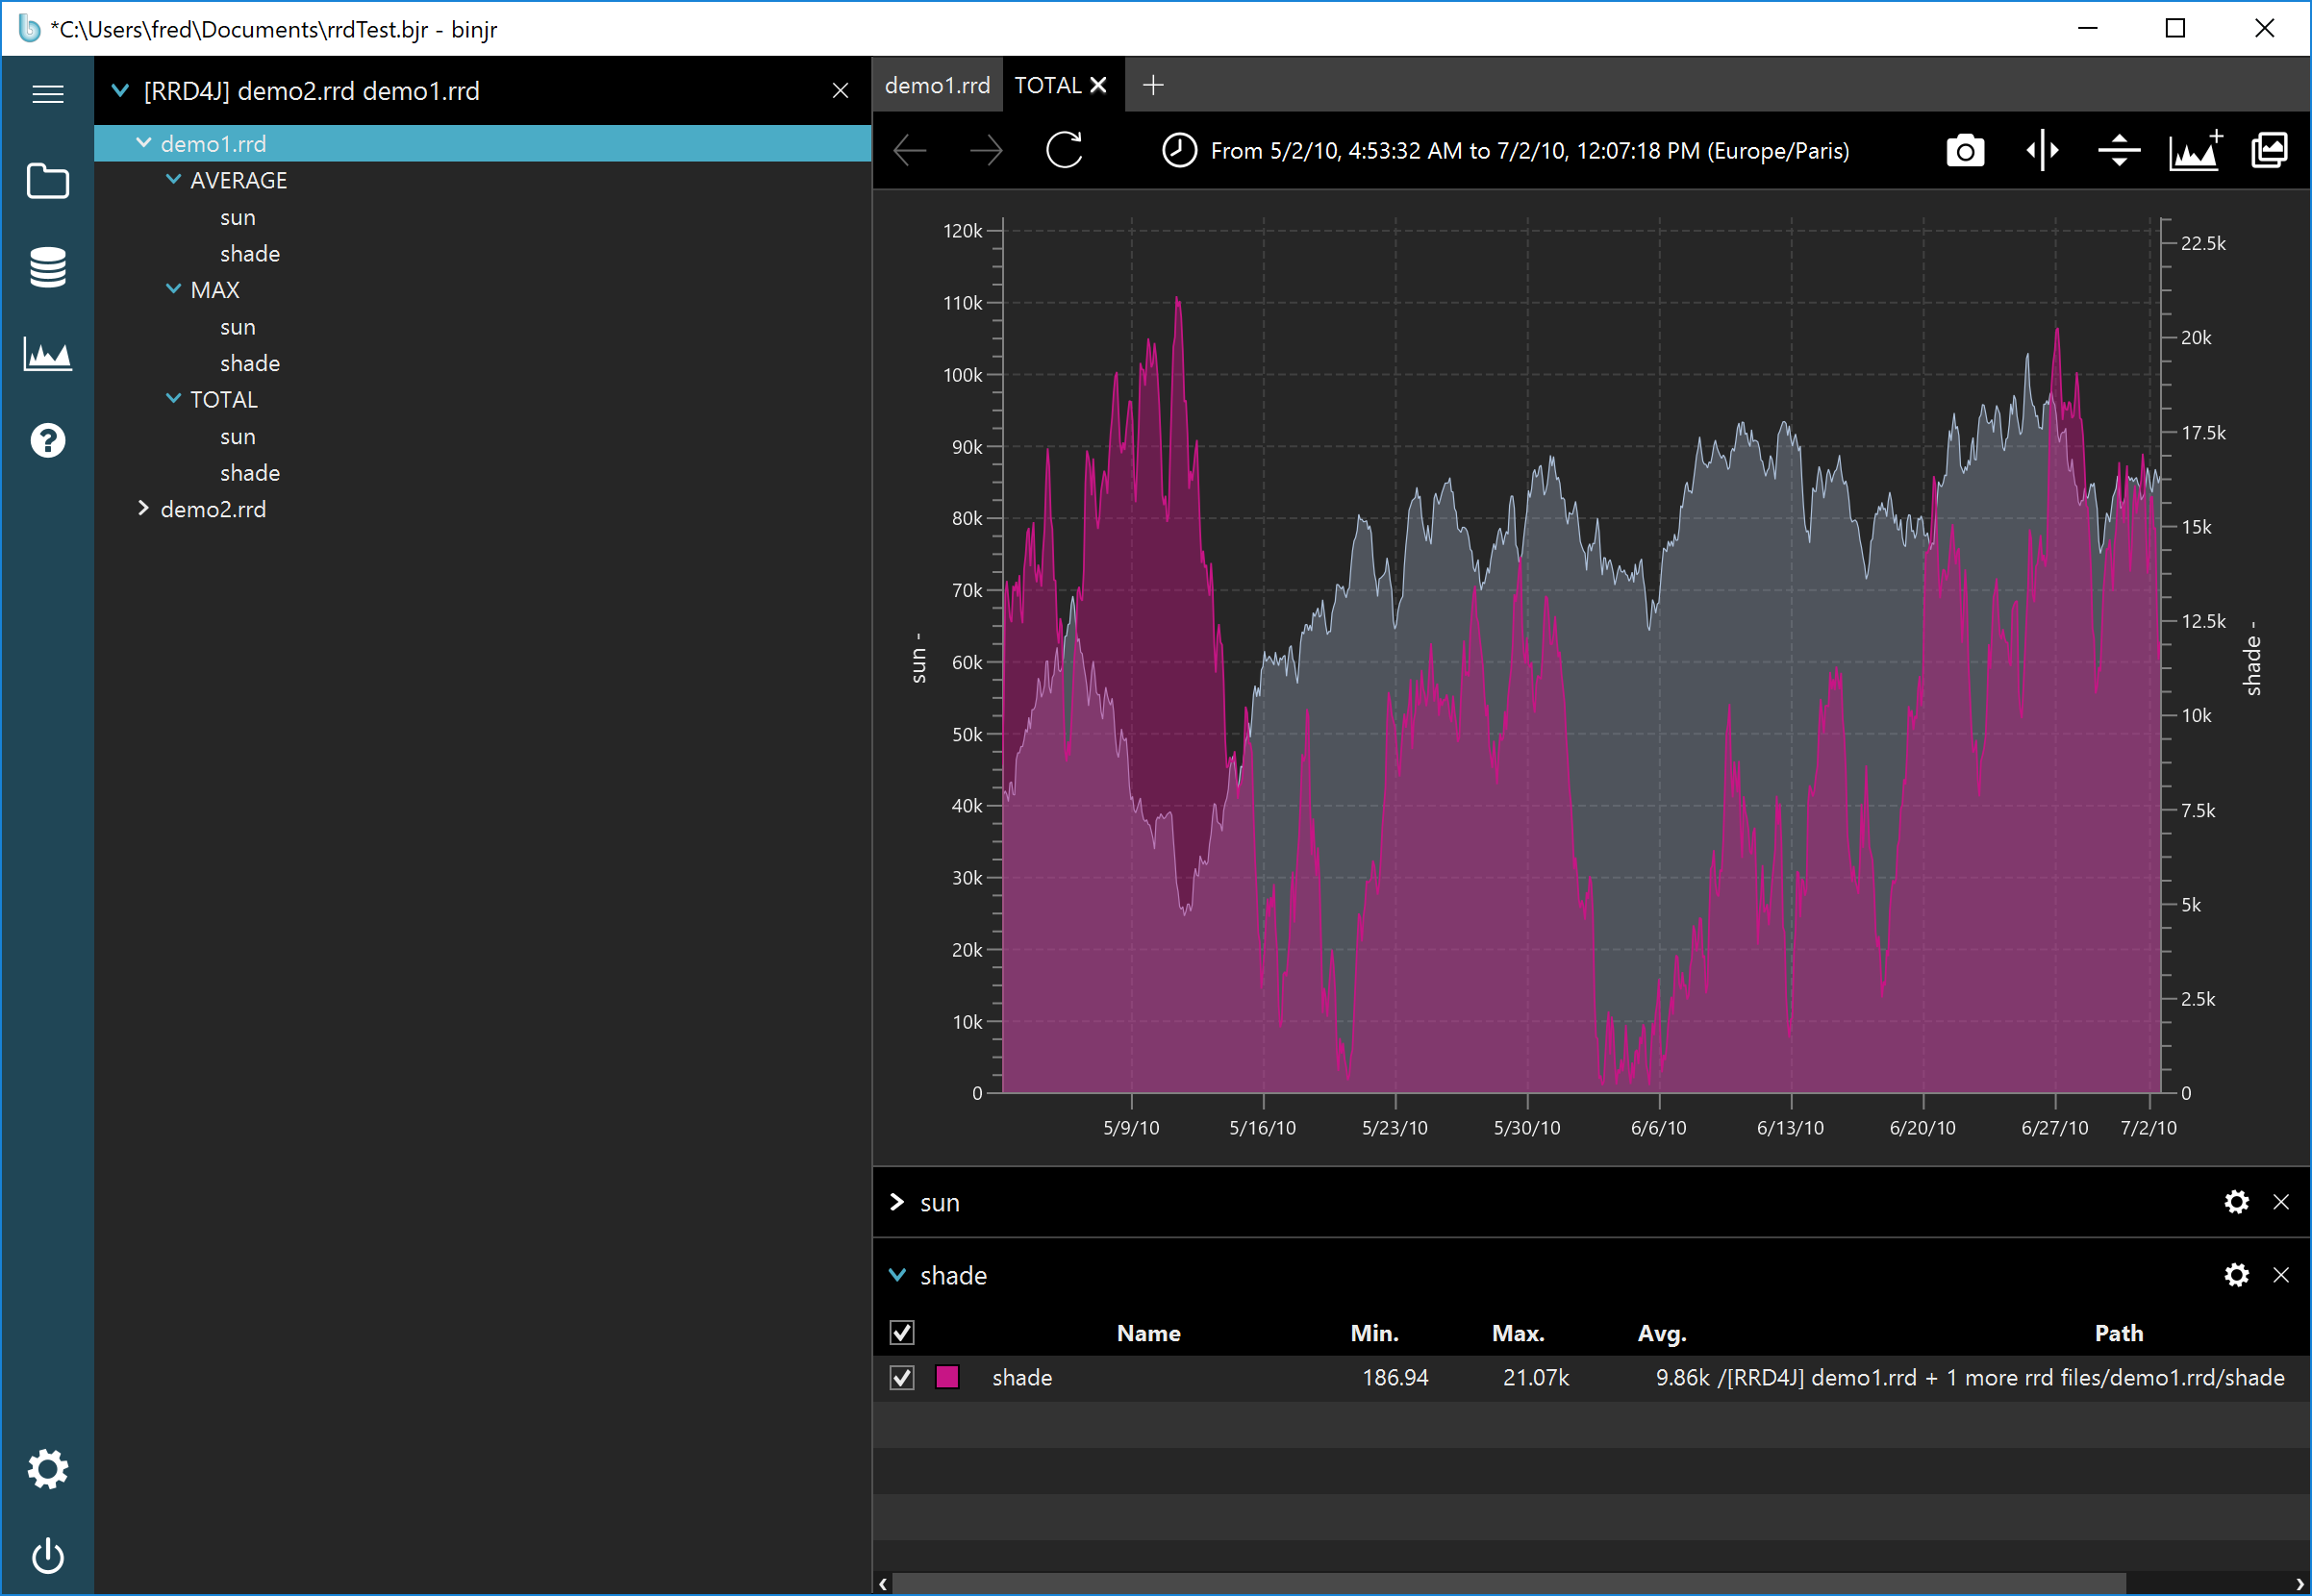 *C:\Users\fred\Documents\rrdTest.bjr - binjr
[RRD4J] demo2.rrd demo1.rrd
demo1.rrd
AVERAGE
sun
shade
MAX
sun
shade
TOTAL
sun
shade
demo2.rrd
demo1.rrd TOTAL
From 5/2/10, 4:53:32 AM to 7/2/10, 12:07:18 PM (Europe/Paris)
sun -
120k
110k
100k
90k
80k
70k
60k
50k
40k
30k
20k
10k
0
22.5k
20k
17.5k
15k
12.5k
10k
7.5k
5k
2.5k
0
shade -
5/9/10 5/16/10 5/23/10 5/30/10 6/6/10 6/13/10 6/20/10 6/27/10 7/2/10
sun
shade
Name Min. Max. Avg. Path
shade 186.94 21.07k 9.86k /[RRD4J] demo1.rrd + 1 more rrd files/demo1.rrd/shade